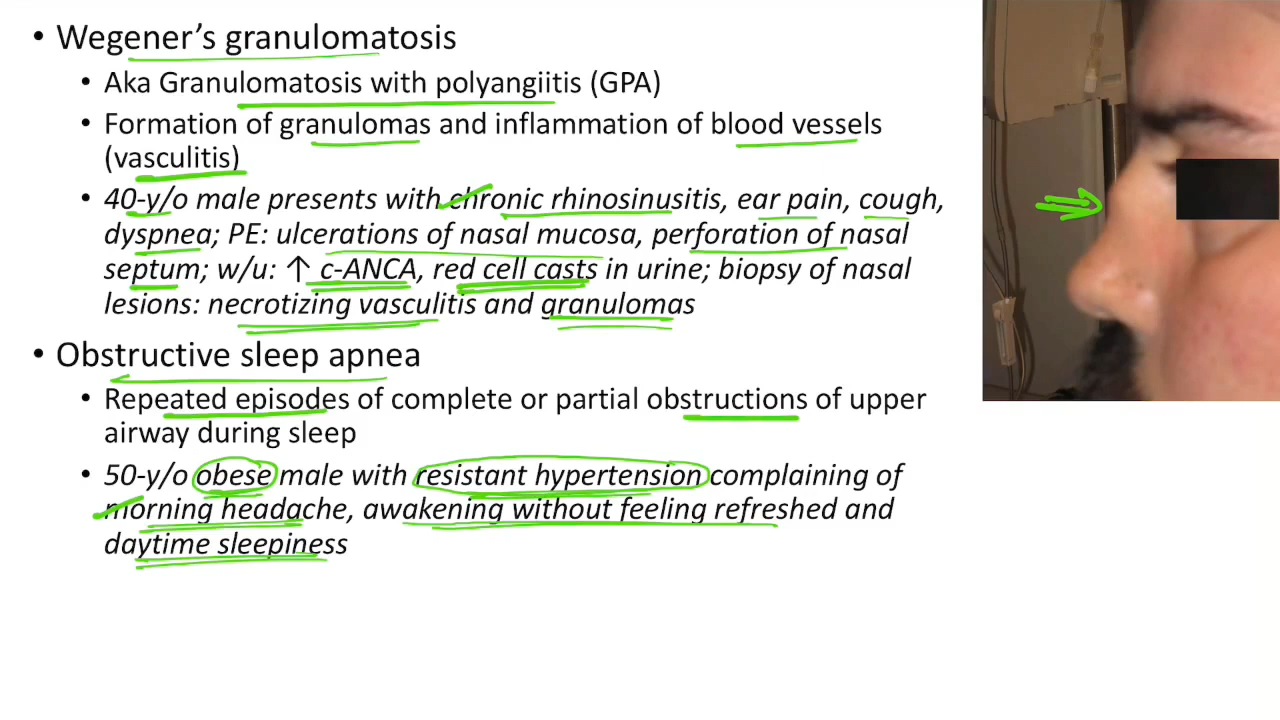 • Wegener's granulomatosis
• Aka Granulomatosis with polyangiitis (GPA)
• Formation of granulomas and inflammation of blood vessels
(vasculitis)
• 40-y/o male presents with chronic rhinosinusitis, ear pain, cough,
dyspnea; PE: ulcerations of nasal mucosa, perforation of nasal
septum; w/u: ↑ c-ANCA, red cell casts in urine; biopsy of nasal
lesions: necrotizing vasculitis and granulomas
• Obstructive sleep apnea
• Repeated episodes of complete or partial obstructions of upper
airway during sleep
• 50-y/o obese male with resistant hypertension complaining of
morning headache, awakening without feeling refreshed and
daytime sleepiness